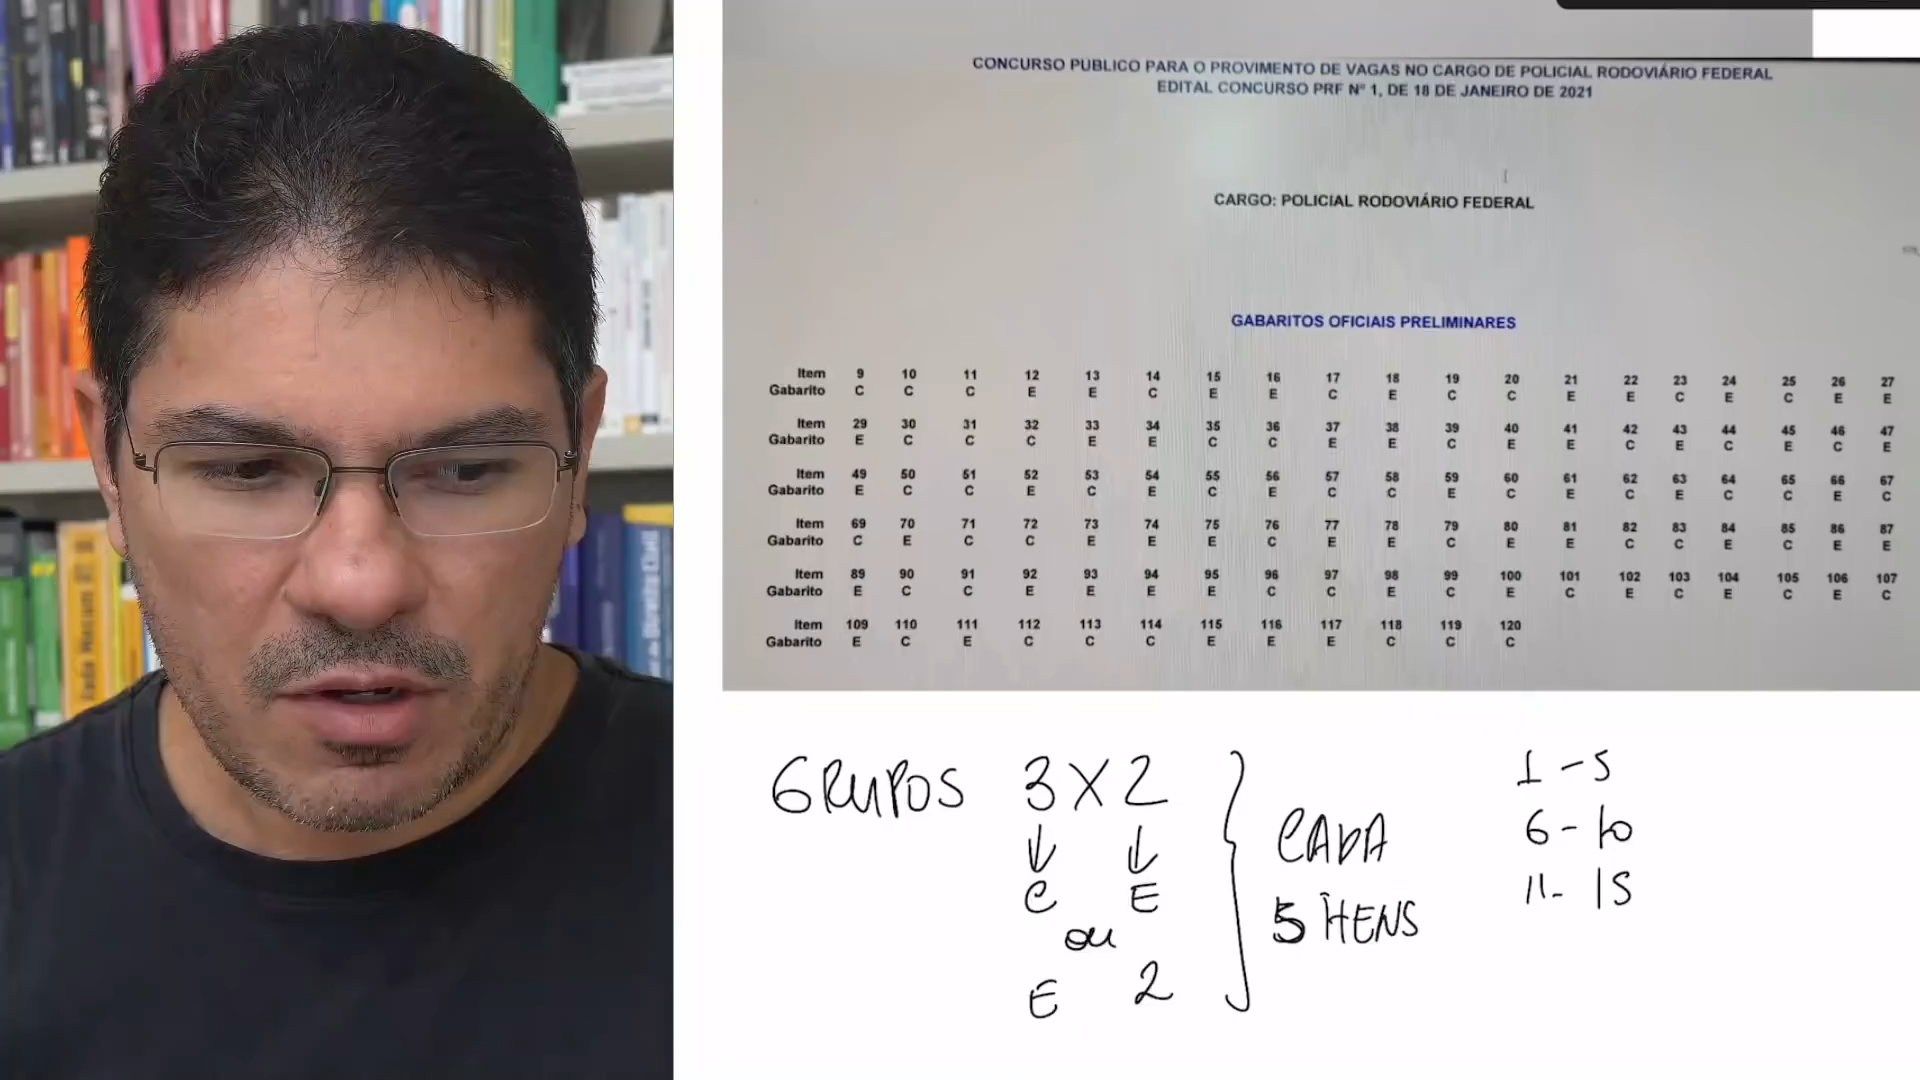 CONCURSO PUBLICO PARA O PROVIMENTO DE VAGAS NO CARGO DE POLICIAL RODOVIÁRIO FEDERAL
EDITAL CONCURSO PRF Nº 1, DE 18 DE JANEIRO DE 2021
CARGO: POLICIAL RODOVIÁRIO FEDERAL
GABARITOS OFICIAIS PRELIMINARES
Item 9 10 11 12 13 14 15 16 17 18 19 20 21 22 23 24 25 26 27
Gabarito C C C E E C E E C E C C E E C E C E E
Item 29 30 31 32 33 34 35 36 37 38 39 40 41 42 43 44 45 46 47
Gabarito E C C C E E C C E E C E E C E C E C E
Item 49 50 51 52 53 54 55 56 57 58 59 60 61 62 63 64 65 66 67
Gabarito E C C E C E C E C C E C E C E C C E C
Item 69 70 71 72 73 74 75 76 77 78 79 80 81 82 83 84 85 86 87
Gabarito C E C C E E E C E E C E E C C E C E E
Item 89 90 91 92 93 94 95 96 97 98 99 100 101 102 103 104 105 106 107
Gabarito E C C E E E E C C E C E C E C E C E C
Item 109 110 111 112 113 114 115 116 117 118 119 120
Gabarito E C E C C C E E E C C C
GRUPOS 3 X 2
C E
ou
E 2
CADA
5 ÍTENS
1 - 5
6 - 10
11 - 15
Vade Mecum